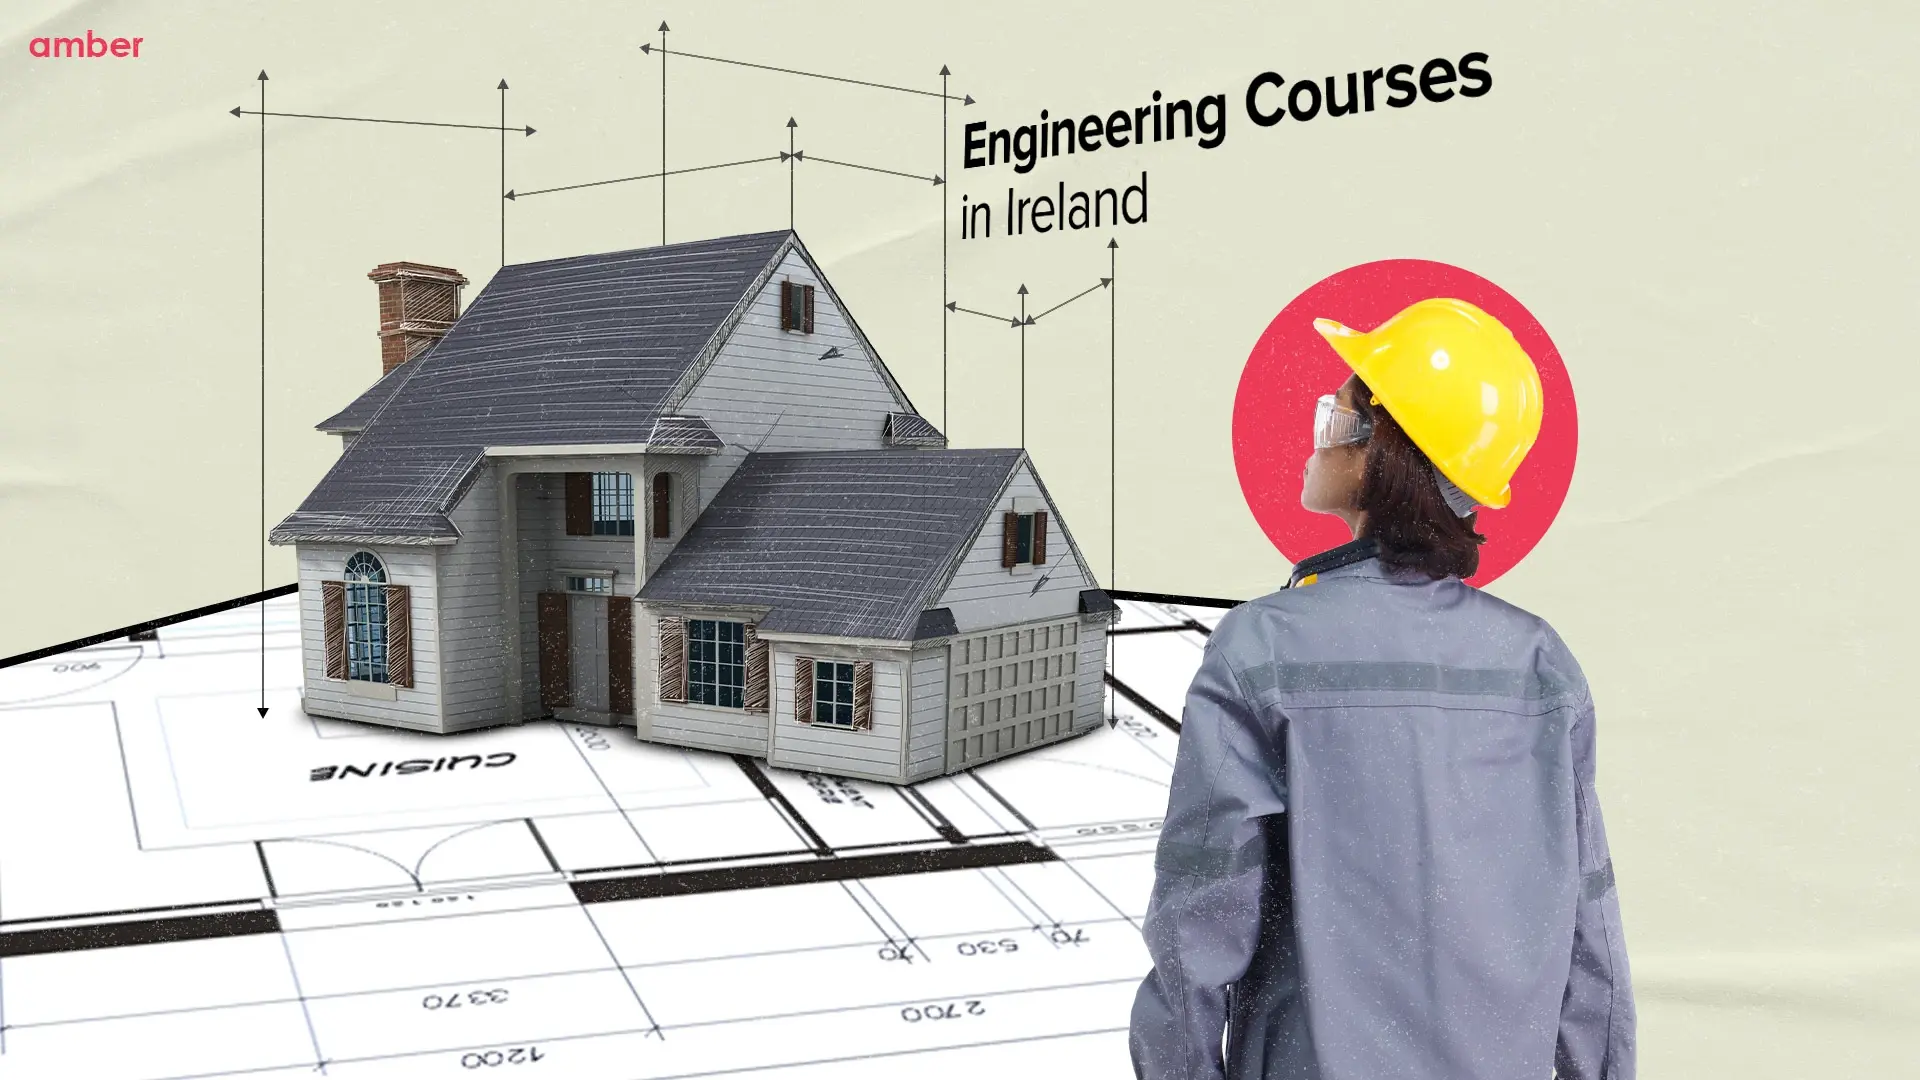 amber
Engineering Courses
in Ireland
900
CUISINE
70
530
70
3370
2700
1200